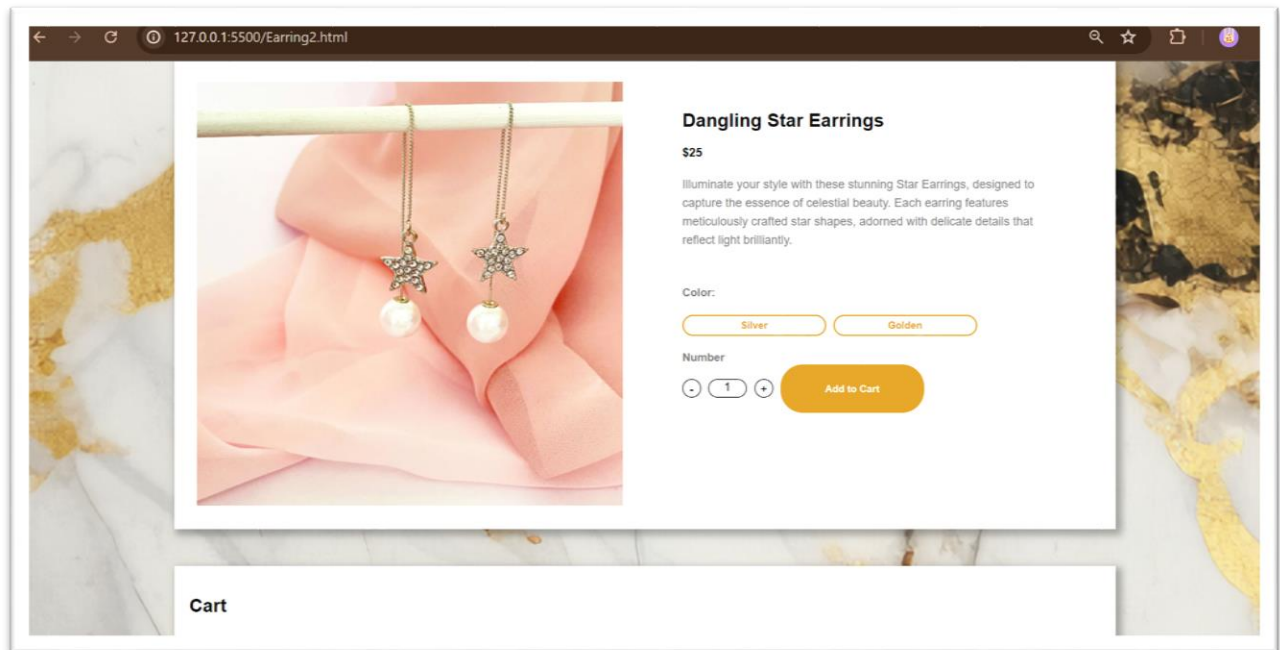 127.0.0.1:5500/Earring2.html
Dangling Star Earrings
$25
Illuminate your style with these stunning Star Earrings, designed to
capture the essence of celestial beauty. Each earring features
meticulously crafted star shapes, adorned with delicate details that
reflect light brilliantly.
Color:
Silver Golden
Number
- 1 + Add to Cart
Cart